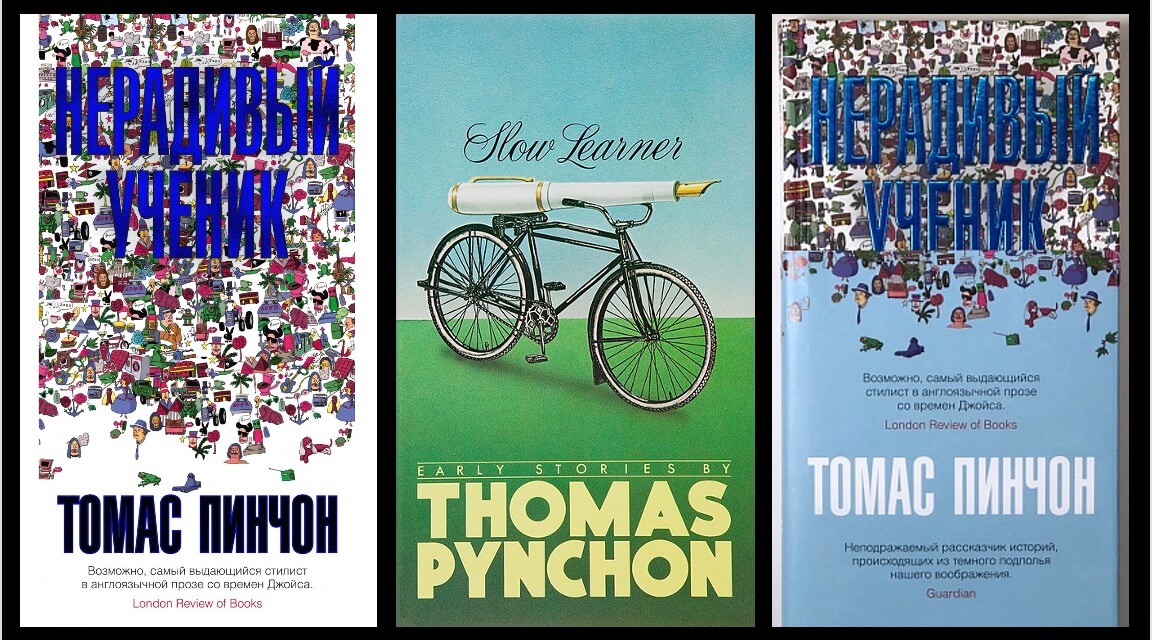 НЕРАДИВЫЙ
УЧЕНИК
ТОМАС ПИНЧОН
Возможно, самый выдающийся стилист
в англоязычной прозе со времен Джойса.
London Review of Books
Slow Learner
EARLY STORIES BY
THOMAS
PYNCHON
НЕРАДИВЫЙ
УЧЕНИК
Возможно, самый выдающийся
стилист в англоязычной прозе
со времен Джойса.
London Review of Books
ТОМАС ПИНЧОН
Неподражаемый рассказчик историй,
происходящих из темного подполья
нашего воображения.
Guardian